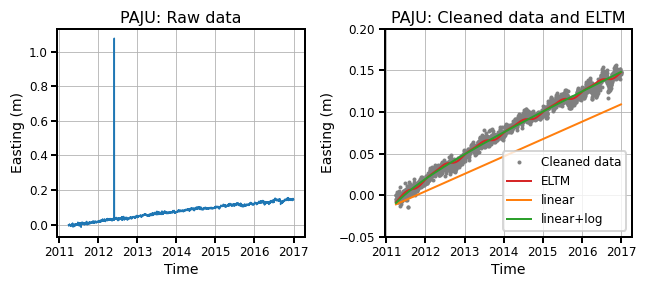 PAJU: Raw data
Easting (m)
1.0
0.8
0.6
0.4
0.2
0.0
2011 2012 2013 2014 2015 2016 2017
Time
PAJU: Cleaned data and ELTM
Easting (m)
0.20
0.15
0.10
0.05
0.00
−0.05
Cleaned data
ELTM
linear
linear+log
2011 2012 2013 2014 2015 2016 2017
Time